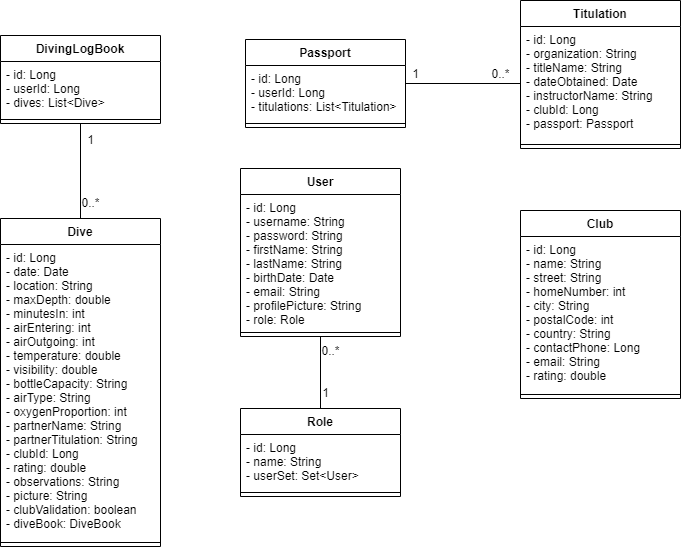 DivingLogBook
- id: Long
- userId: Long
- dives: List<Dive>
1
0..*
Dive
- id: Long
- date: Date
- location: String
- maxDepth: double
- minutesIn: int
- airEntering: int
- airOutgoing: int
- temperature: double
- visibility: double
- bottleCapacity: String
- airType: String
- oxygenProportion: int
- partnerName: String
- partnerTitulation: String
- clubId: Long
- rating: double
- observations: String
- picture: String
- clubValidation: boolean
- diveBook: DiveBook
Passport
- id: Long
- userId: Long
- titulations: List<Titulation>
1
0..*
Titulation
- id: Long
- organization: String
- titleName: String
- dateObtained: Date
- instructorName: String
- clubId: Long
- passport: Passport
User
- id: Long
- username: String
- password: String
- firstName: String
- lastName: String
- birthDate: Date
- email: String
- profilePicture: String
- role: Role
0..*
1
Role
- id: Long
- name: String
- userSet: Set<User>
Club
- id: Long
- name: String
- street: String
- homeNumber: int
- city: String
- postalCode: int
- country: String
- contactPhone: Long
- email: String
- rating: double